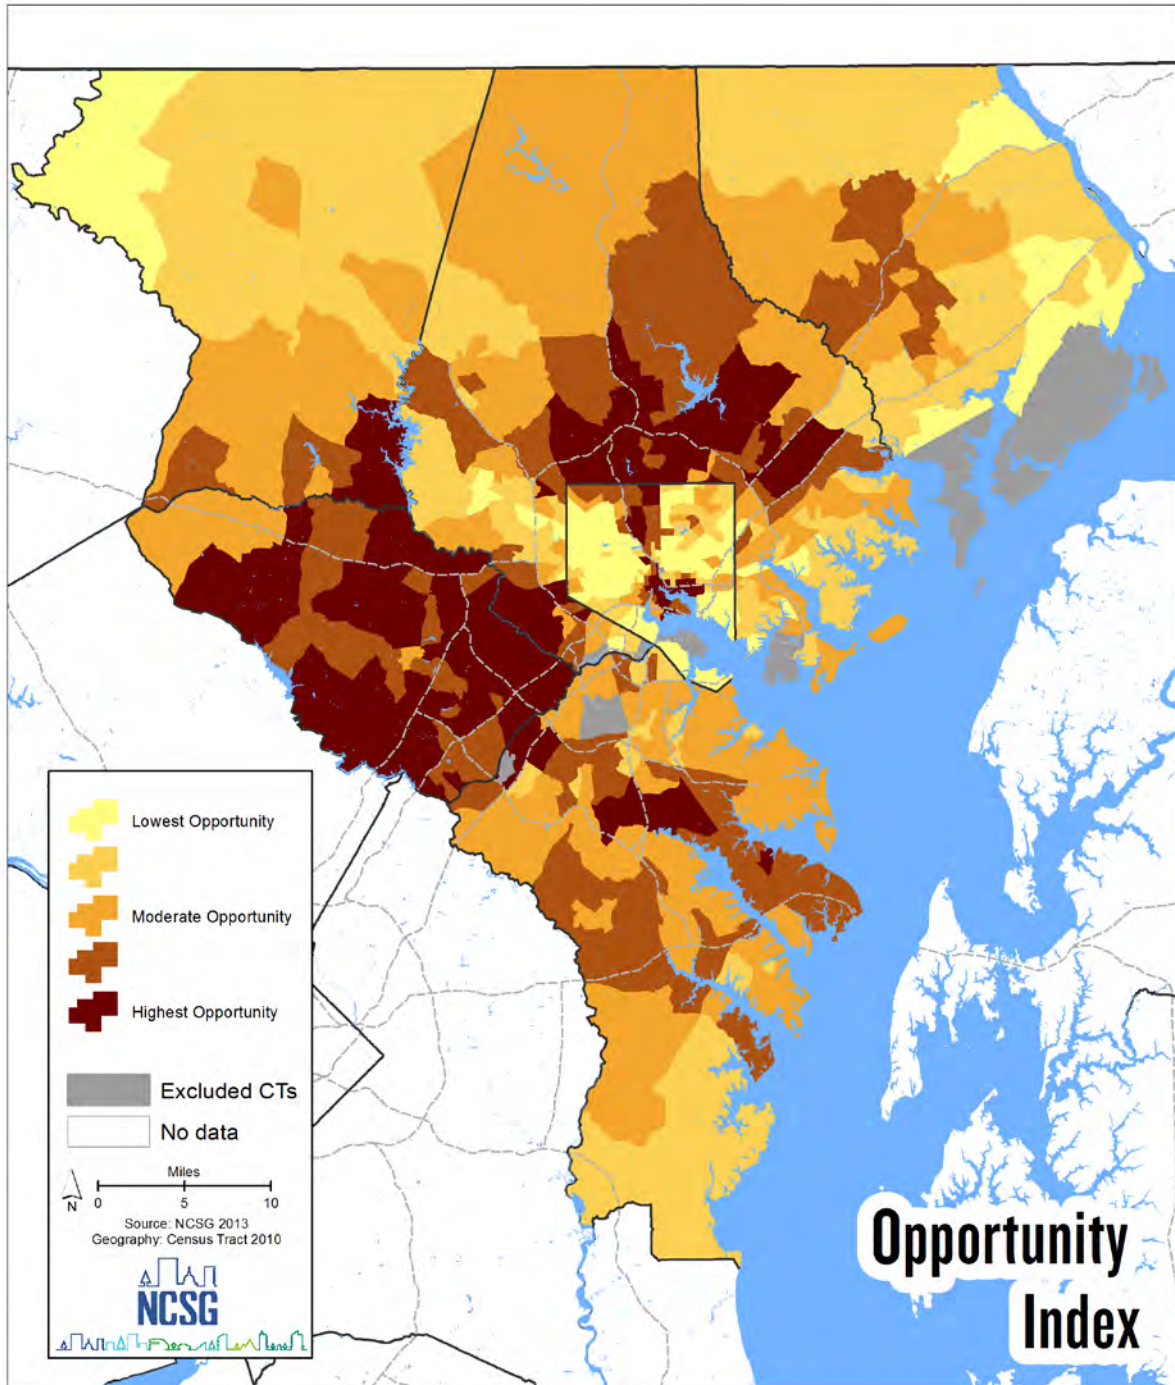 Lowest Opportunity
Moderate Opportunity
Highest Opportunity
Excluded CTs
No data
Miles
N
0 5 10
Source: NCSG 2013
Geography: Census Tract 2010
NCSG
Opportunity
Index